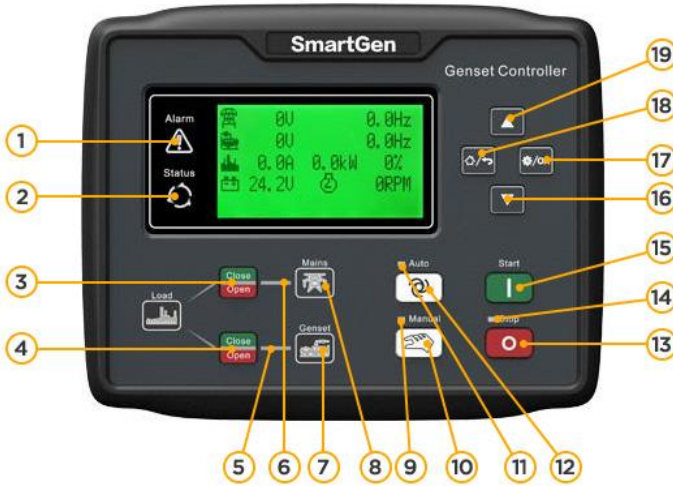 SmartGen
Genset Controller
Alarm
Status
0V 0.0Hz
0V 0.0Hz
0.0A 0.0kW 0%
24.2V 0RPM
Mains
Close
Open
Load
Genset
Close
Open
Auto
Manual
Start
Stop
1
2
3
4
5
6
7
8
9
10
11
12
13
14
15
16
17
18
19